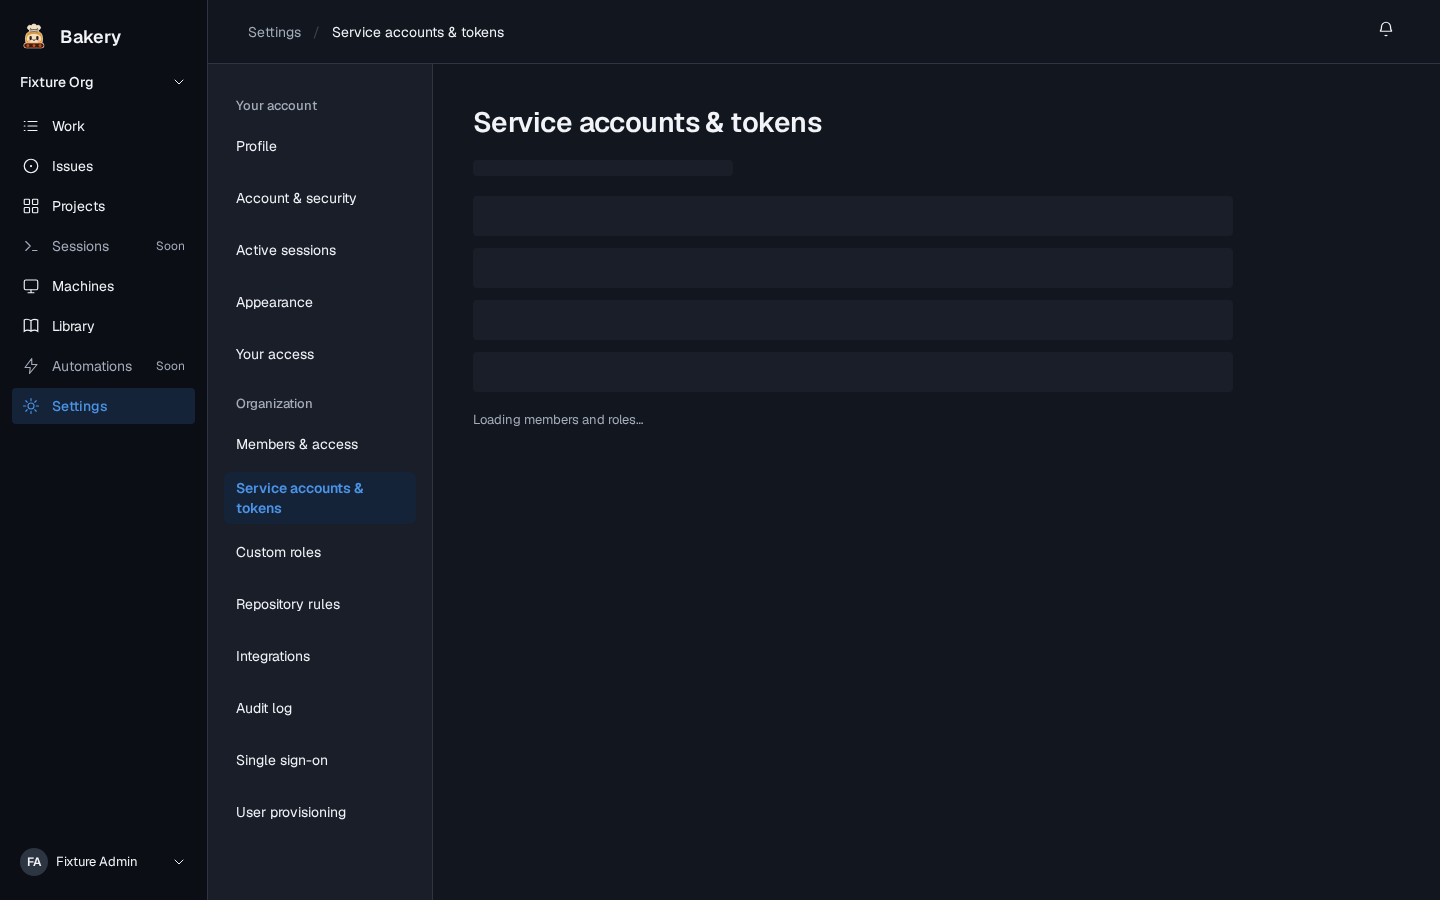 Bakery
Fixture Org
Work
Issues
Projects
Sessions Soon
Machines
Library
Automations Soon
Settings
FA Fixture Admin
Settings / Service accounts & tokens
Your account
Profile
Account & security
Active sessions
Appearance
Your access
Organization
Members & access
Service accounts &
tokens
Custom roles
Repository rules
Integrations
Audit log
Single sign-on
User provisioning
Service accounts & tokens
Loading members and roles...